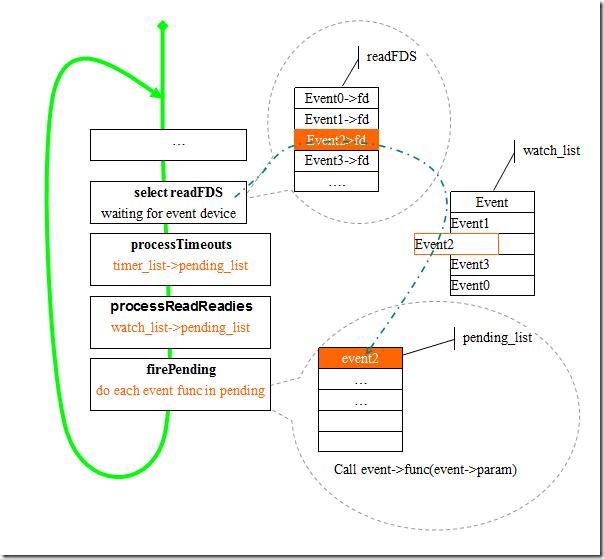 readFDS
Event0->fd
Event1->fd
Event2>fd
Event3->fd
....
...
select readFDS
waiting for event device
processTimeouts
timer_list->pending_list
processReadReadies
watch_list->pending_list
firePending
do each event func in pending
watch_list
Event
Event1
Event2
Event3
Event0
pending_list
event2
...
...
Call event->func(event->param)